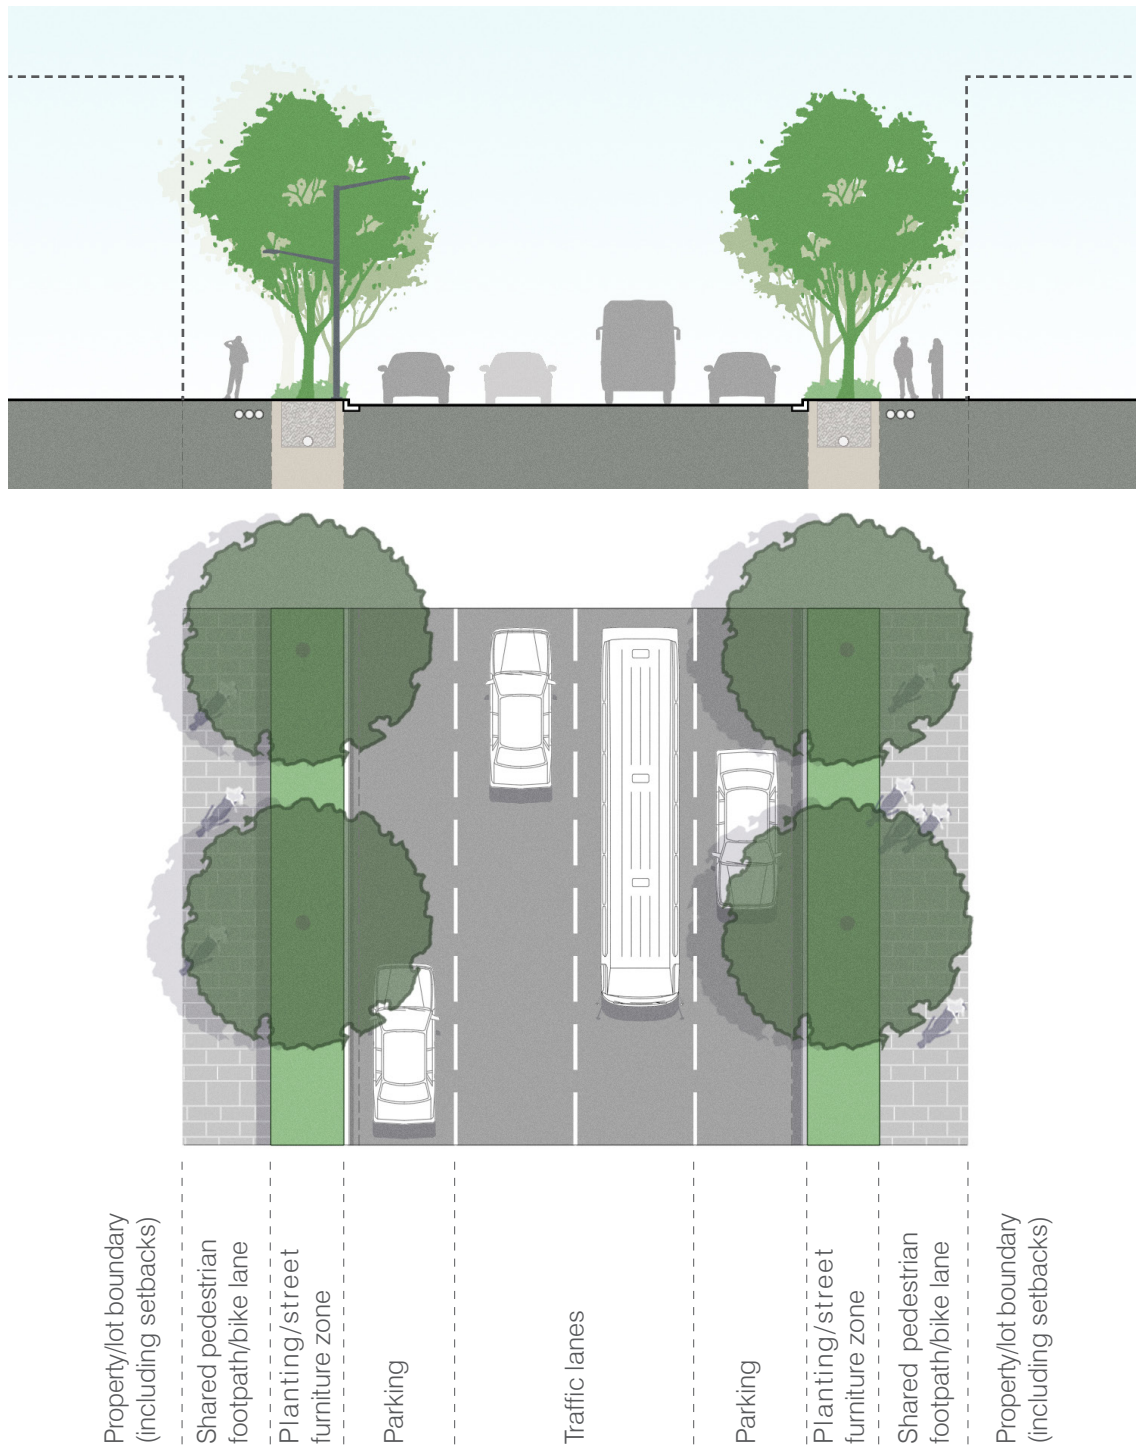 Property/lot boundary
(including setbacks)
Shared pedestrian
footpath/bike lane
Planting/street
furniture zone
Parking
Traffic lanes
Parking
Planting/street
furniture zone
Shared pedestrian
footpath/bike lane
Property/lot boundary
(including setbacks)